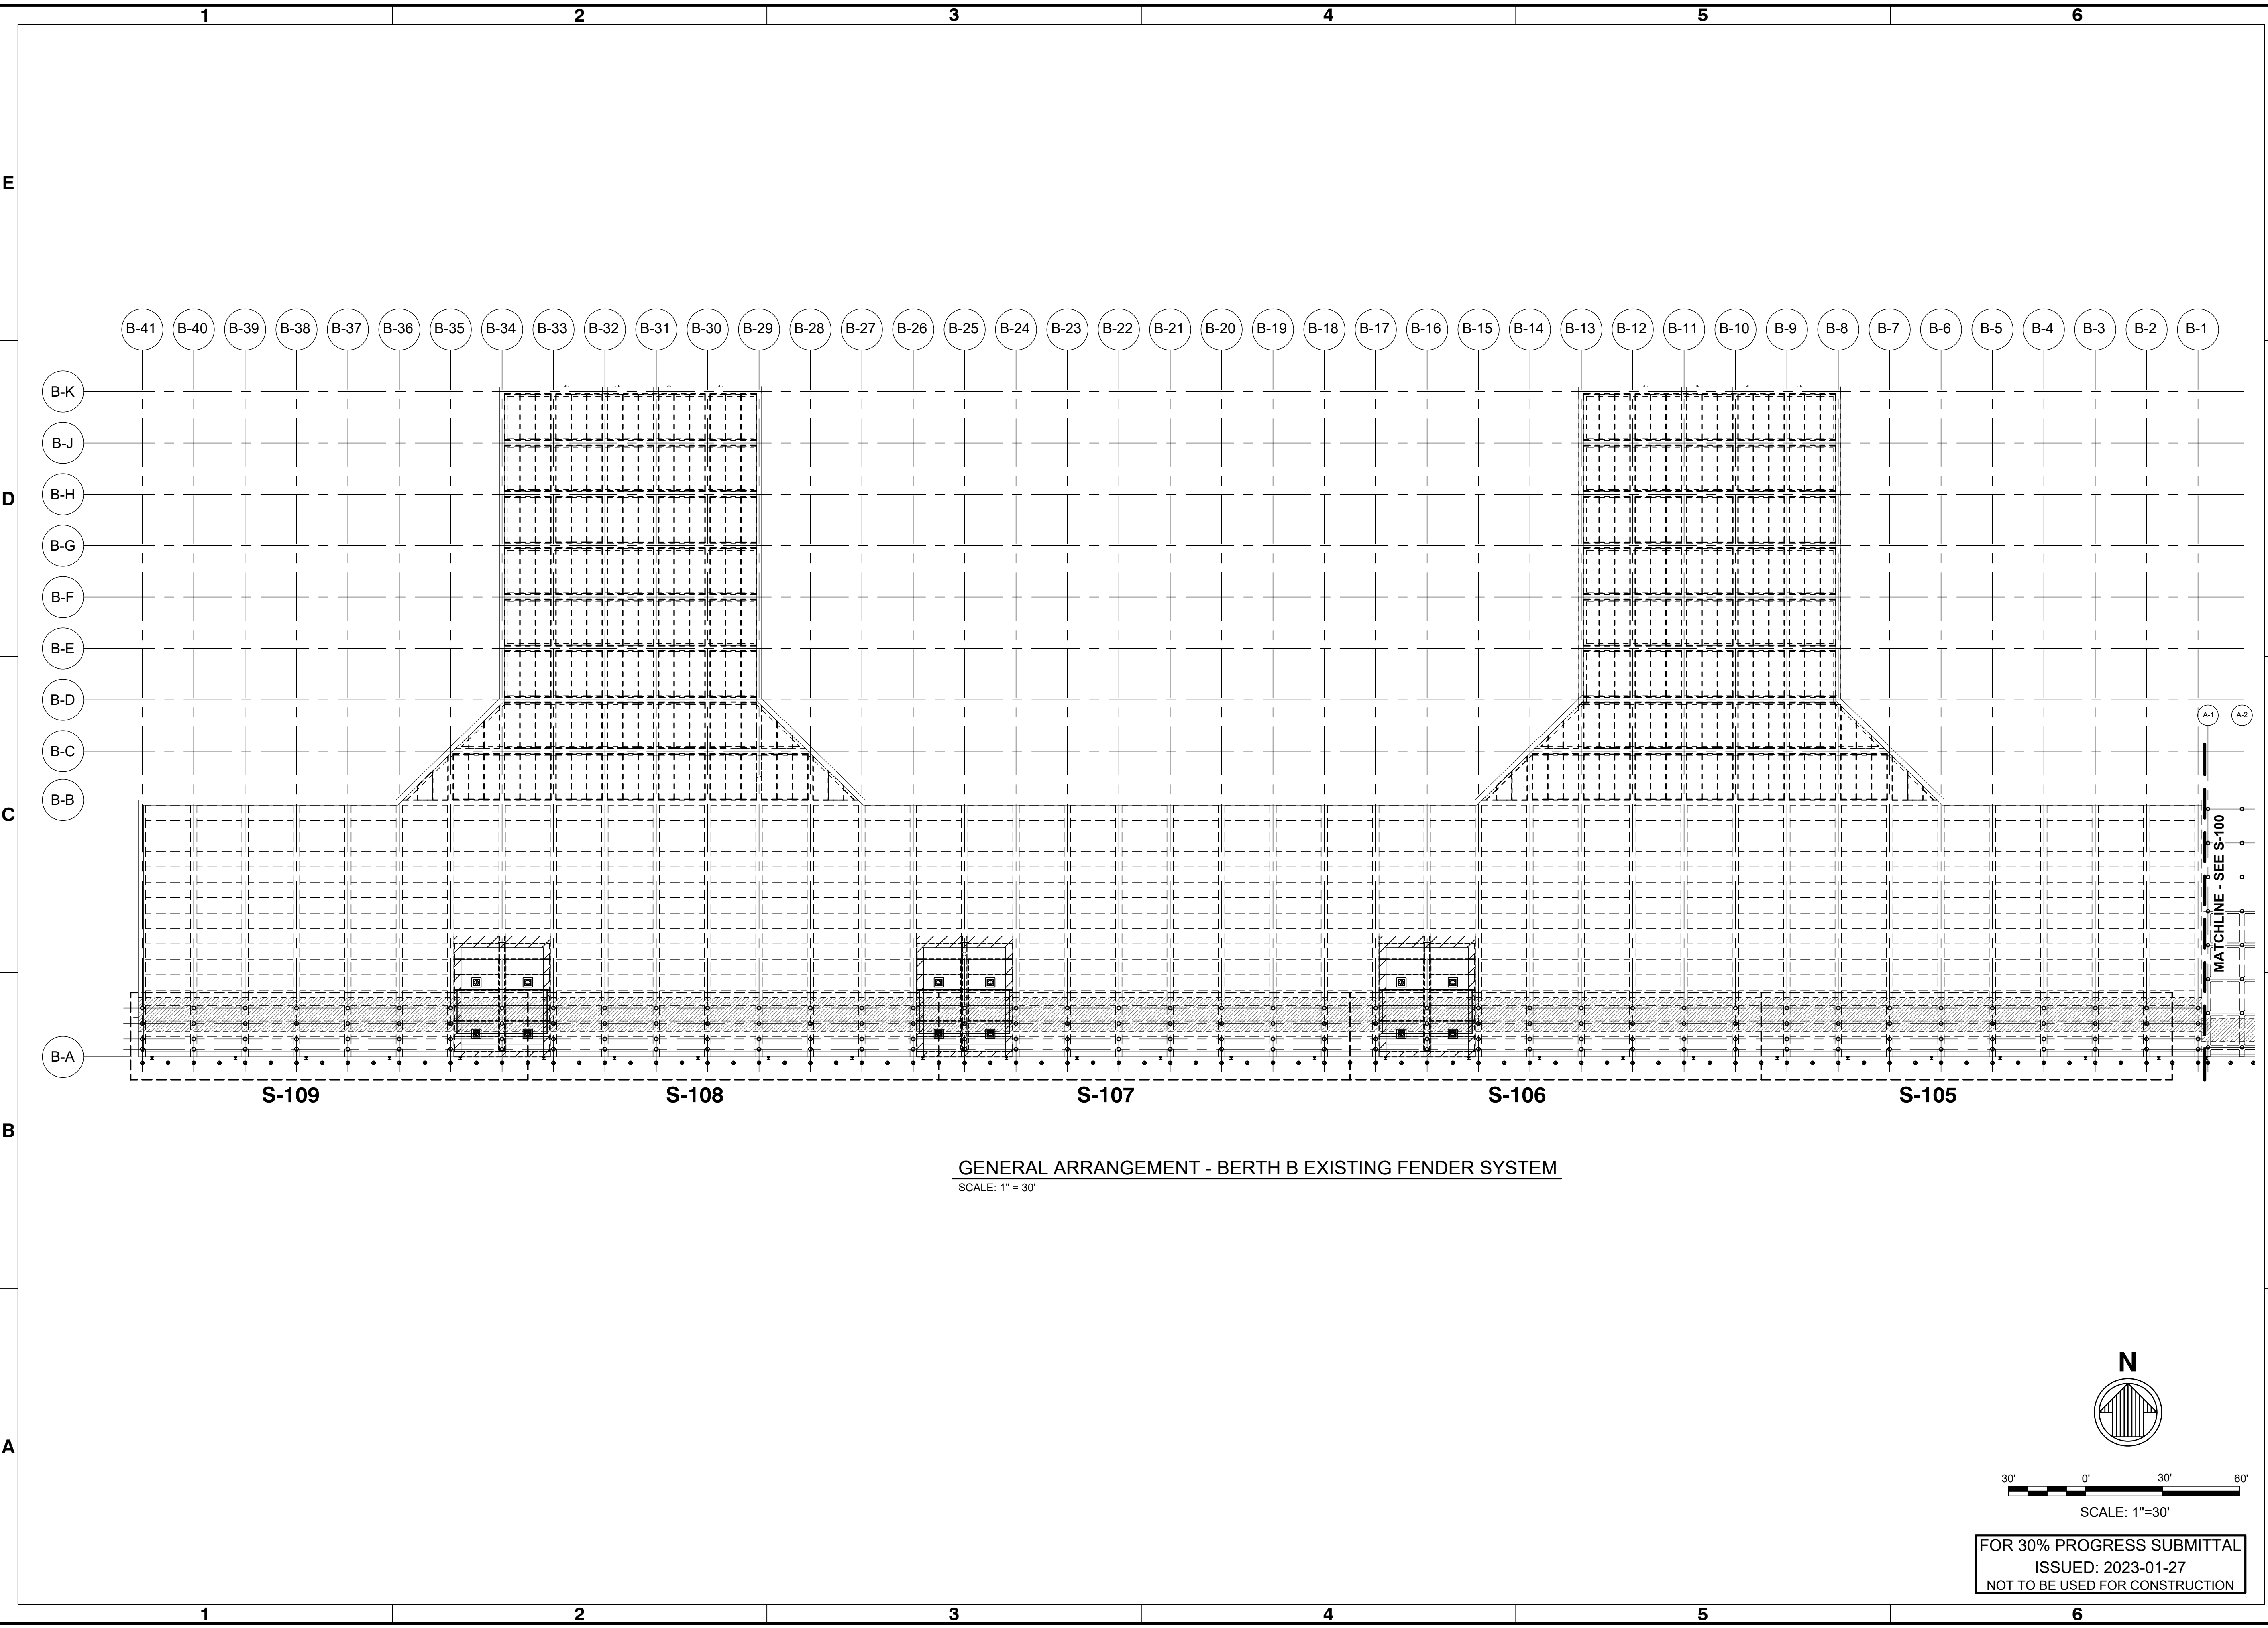 1 2 3 4 5 6
E
B-41 B-40 B-39 B-38 B-37 B-36 B-35 B-34 B-33 B-32 B-31 B-30 B-29 B-28 B-27 B-26 B-25 B-24 B-23 B-22 B-21 B-20 B-19 B-18 B-17 B-16 B-15 B-14 B-13 B-12 B-11 B-10 B-9 B-8 B-7 B-6 B-5 B-4 B-3 B-2 B-1
B-K
B-J
B-H
D
B-G
B-F
B-E
B-D
A-1 A-2
B-C
B-B
C
MATCHLINE - SEE S-100
B-A
S-109 S-108 S-107 S-106 S-105
B
GENERAL ARRANGEMENT - BERTH B EXISTING FENDER SYSTEM
SCALE: 1" = 30'
N
A
30' 0' 30' 60'
SCALE: 1"=30'
FOR 30% PROGRESS SUBMITTAL
ISSUED: 2023-01-27
NOT TO BE USED FOR CONSTRUCTION
1 2 3 4 5 6